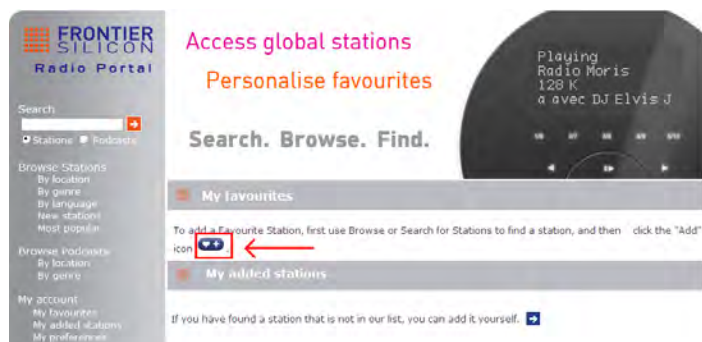 FRONTIER
SILICON
Radio Portal
Search
Stations Podcasts
Browse Stations
By location
By genre
By language
New stations
Most popular
Browse Podcasts
By location
By genre
My account
My favourites
My added stations
My preferences
Access global stations
Personalise favourites
Search. Browse. Find.
Playing
Radio Moris
128 K
a avec DJ Elvis J
My favourites
To add a Favourite Station, first use Browse or Search for Stations to find a station, and then click the "Add"
icon .
My added stations
If you have found a station that is not in our list, you can add it yourself.